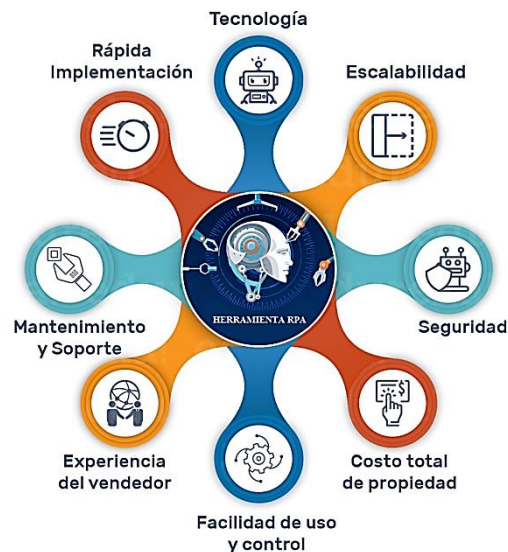 Tecnología
Rápida
Implementación
Escalabilidad
HERRAMIENTA RPA
Mantenimiento
y Soporte
Seguridad
Experiencia
del vendedor
Costo total
de propiedad
Facilidad de uso
y control